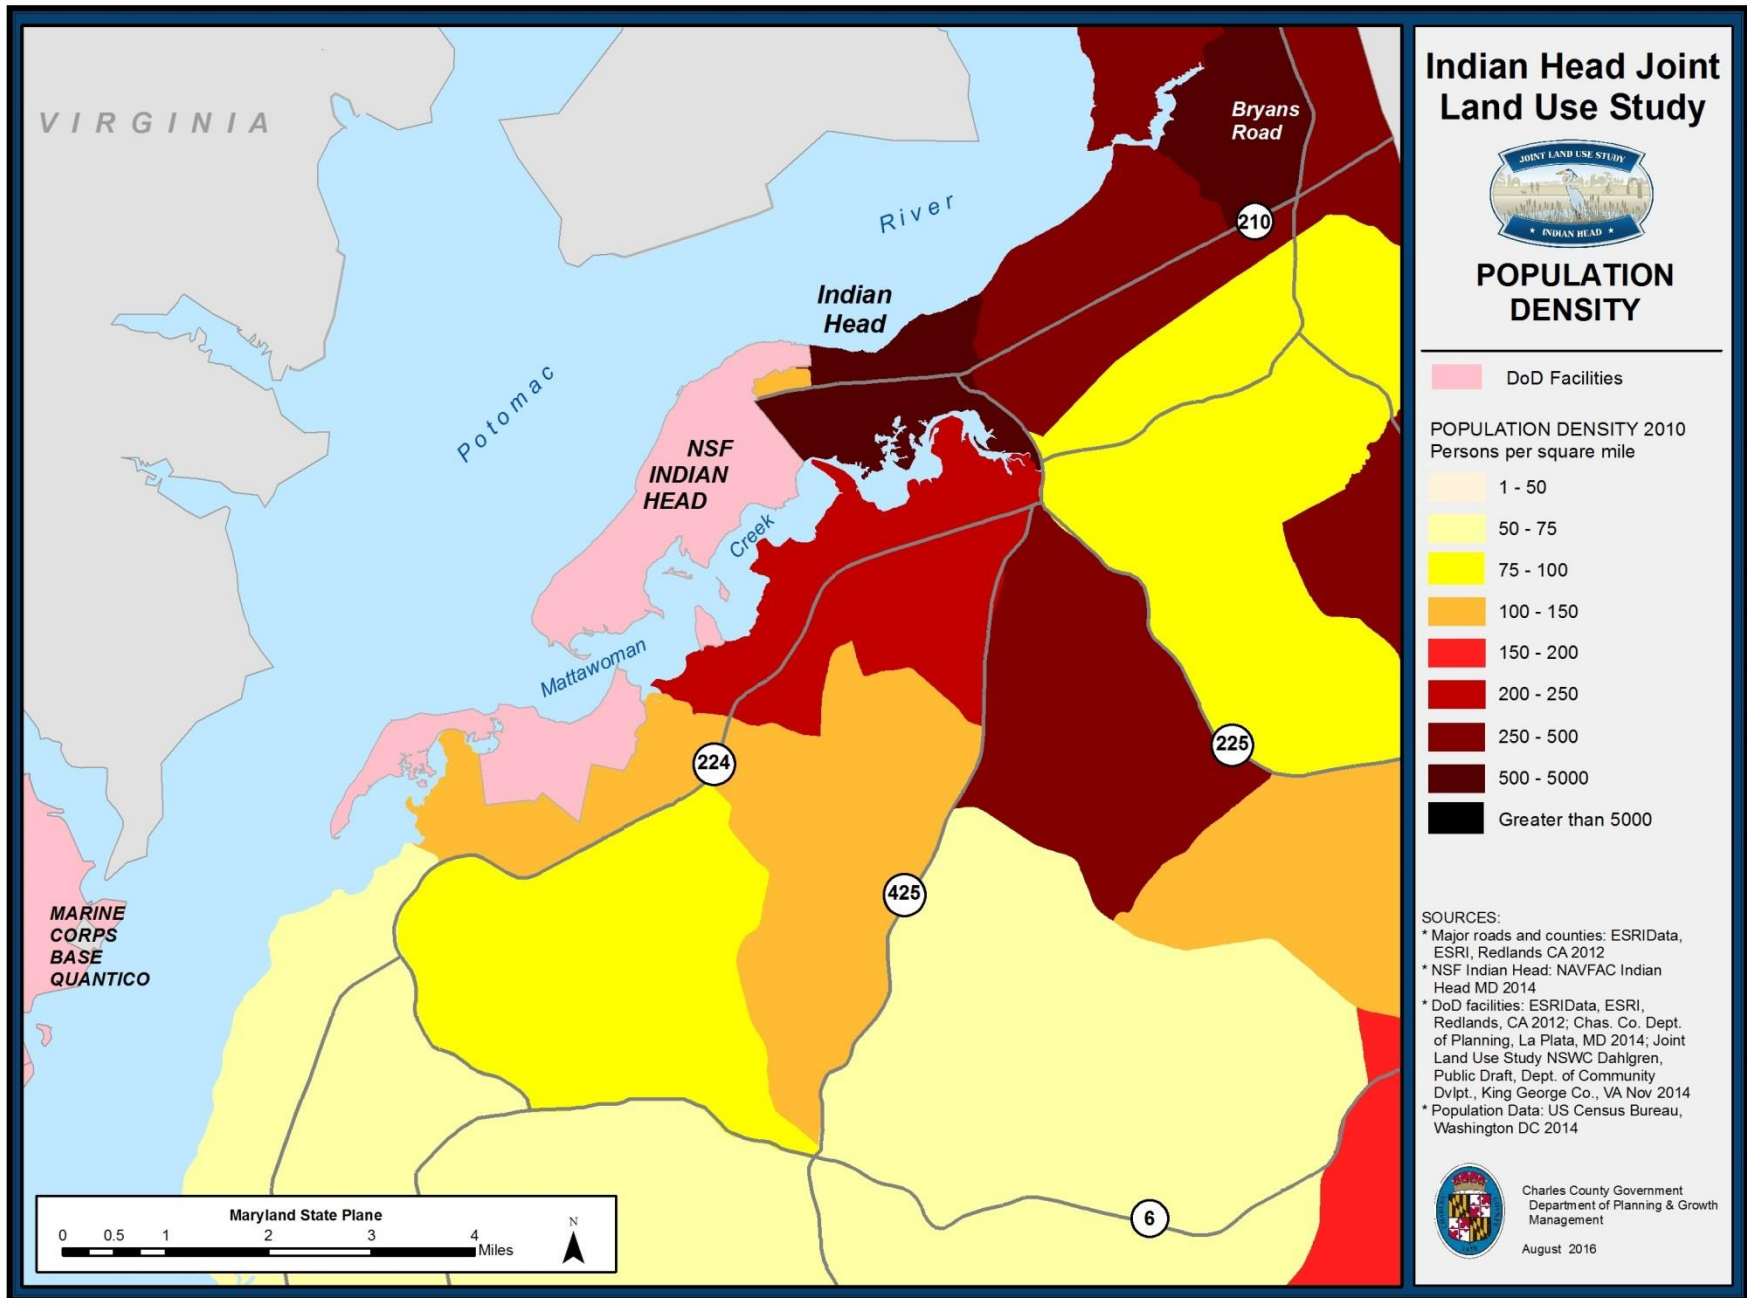 VIRGINIA
Bryans
Road
210
River
Indian
Head
Potomac
NSF
INDIAN
HEAD
Creek
Mattawoman
224
225
425
MARINE
CORPS
BASE
QUANTICO
6
Maryland State Plane
0 0.5 1 2 3 4
Miles
N
Indian Head Joint
Land Use Study
JOINT LAND USE STUDY
★ INDIAN HEAD ★
POPULATION
DENSITY
DoD Facilities
POPULATION DENSITY 2010
Persons per square mile
1 - 50
50 - 75
75 - 100
100 - 150
150 - 200
200 - 250
250 - 500
500 - 5000
Greater than 5000
SOURCES:
* Major roads and counties: ESRIData,
ESRI, Redlands CA 2012
* NSF Indian Head: NAVFAC Indian
Head MD 2014
* DoD facilities: ESRIData, ESRI,
Redlands, CA 2012; Chas. Co. Dept.
of Planning, La Plata, MD 2014; Joint
Land Use Study NSWC Dahlgren,
Public Draft, Dept. of Community
Dvlpt., King George Co., VA Nov 2014
* Population Data: US Census Bureau,
Washington DC 2014
Charles County Government
Department of Planning & Growth
Management
August 2016